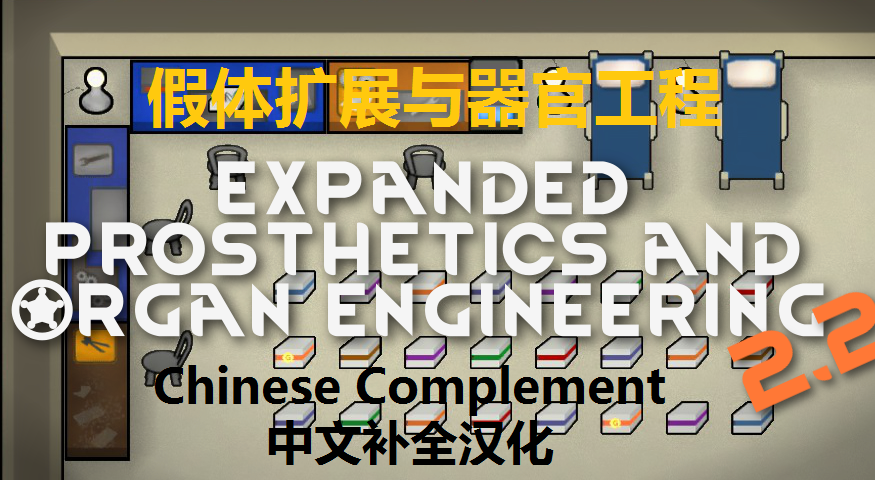 假体扩展与器官工程
EXPANDED
PROSTHETICS AND
ORGAN ENGINEERING
2.2
Chinese Complement
中文补全汉化